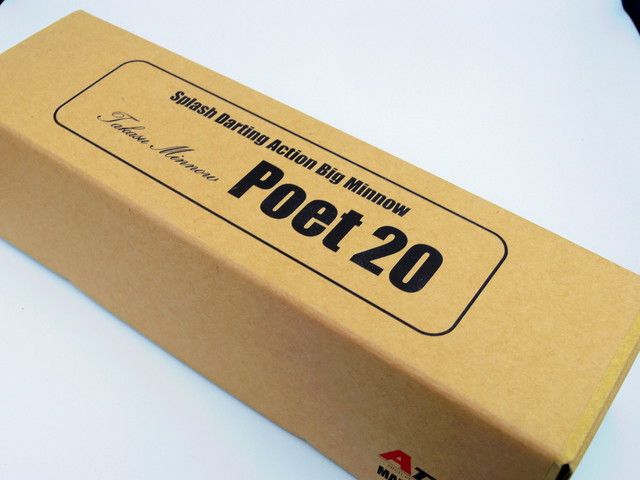 Splash Darting Action Big Minnow
Takasu Minnow
Poet 20